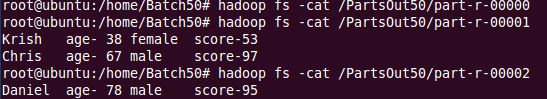 root@ubuntu:/home/Batch50# hadoop fs -cat /PartsOut50/part-r-00000
root@ubuntu:/home/Batch50# hadoop fs -cat /PartsOut50/part-r-00001
Krish   age- 38 female  score-53
Chris   age- 67 male    score-97
root@ubuntu:/home/Batch50# hadoop fs -cat /PartsOut50/part-r-00002
Daniel  age- 78 male    score-95